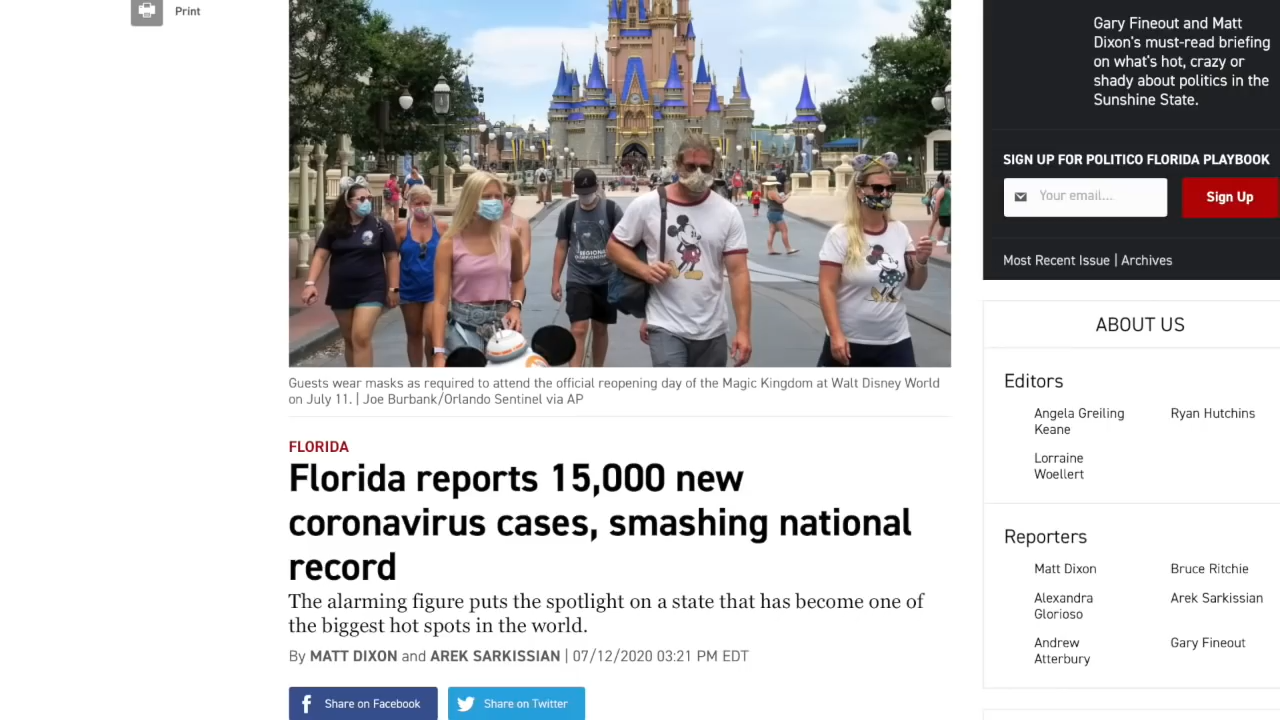 Print
Guests wear masks as required to attend the official reopening day of the Magic Kingdom at Walt Disney World
on July 11. | Joe Burbank/Orlando Sentinel via AP
FLORIDA
Florida reports 15,000 new
coronavirus cases, smashing national
record
The alarming figure puts the spotlight on a state that has become one of
the biggest hot spots in the world.
By MATT DIXON and AREK SARKISSIAN | 07/12/2020 03:21 PM EDT
Share on Facebook
Share on Twitter
Gary Fineout and Matt
Dixon's must-read briefing
on what's hot, crazy or
shady about politics in the
Sunshine State.
SIGN UP FOR POLITICO FLORIDA PLAYBOOK
Your email...
Sign Up
Most Recent Issue | Archives
ABOUT US
Editors
Angela Greiling
Keane
Ryan Hutchins
Lorraine
Woellert
Reporters
Matt Dixon
Bruce Ritchie
Alexandra
Glorioso
Arek Sarkissian
Andrew
Atterbury
Gary Fineout